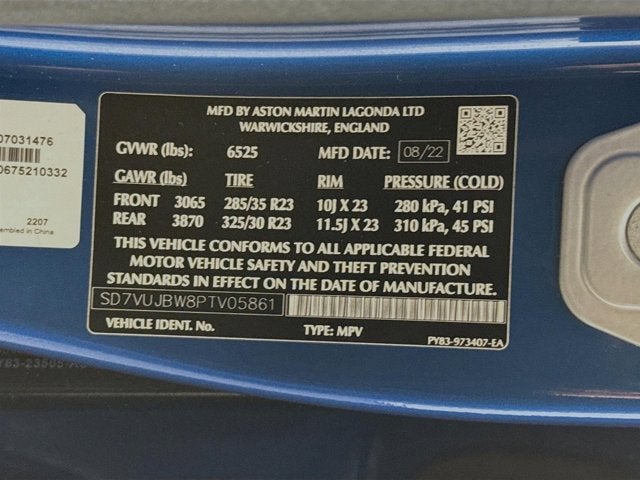 07031476
0675210332
2207
MFD BY ASTON MARTIN LAGONDA LTD
WARWICKSHIRE, ENGLAND
GVWR (lbs): 6525 MFD DATE: 08/22
GAWR (lbs) TIRE RIM PRESSURE (COLD)
FRONT 3065 285/35 R23 10J X 23 280 kPa, 41 PSI
REAR 3870 325/30 R23 11.5J X 23 310 kPa, 45 PSI
THIS VEHICLE CONFORMS TO ALL APPLICABLE FEDERAL
MOTOR VEHICLE SAFETY AND THEFT PREVENTION
STANDARDS IN EFFECT ON THE DATE OF MANUFACTURE.
SD7VUJBW8PTV05861
VEHICLE IDENT. No. TYPE: MPV PY83-973407-EA
in China